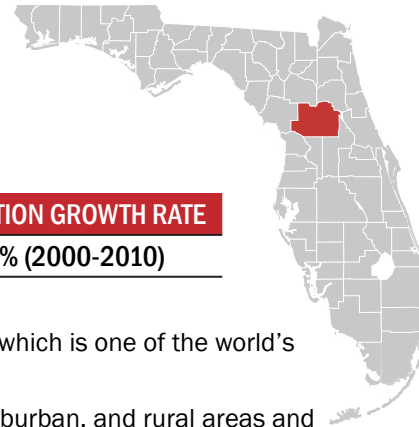 TION GROWTH RATE
% (2000-2010)
which is one of the world's
burban, and rural areas and